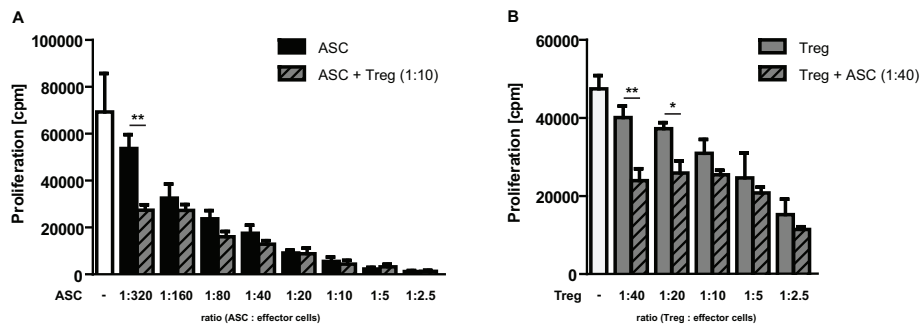 A
Proliferation [cpm]
100000
80000
60000
40000
20000
0
ASC
ASC + Treg (1:10)
**
ASC - 1:320 1:160 1:80 1:40 1:20 1:10 1:5 1:2.5
ratio (ASC : effector cells)
B
Proliferation [cpm]
60000
40000
20000
0
Treg
Treg + ASC (1:40)
**
*
Treg - 1:40 1:20 1:10 1:5 1:2.5
ratio (Treg : effector cells)